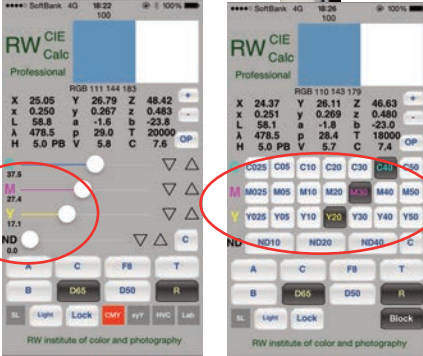 SoftBank 4G 18:22 100%
100
RW CIE
Calc
Professional
RGB 111 144 183
X 25.05 Y 26.79 Z 48.42 +
x 0.250 y 0.267 z 0.483 -
L 58.8 a -1.6 b -23.8
λ 478.5 p 29.0 T 20000 OP
H 5.0 PB V 5.8 C 7.6
C
37.5
M
27.4
Y
17.1
ND
0.0
C
A C F8 T
B D65 D50 R
SL Light Lock CMY xyY HVC Lab
RW institute of color and photography
SoftBank 4G 18:26 100%
100
RW CIE
Calc
Professional
RGB 110 143 179
X 24.37 Y 26.11 Z 46.63 +
x 0.251 y 0.269 z 0.480 -
L 58.1 a -1.8 b -23.0
λ 478.5 p 28.4 T 18000 OP
H 5.0 PB V 5.7 C 7.4
C C025 C05 C10 C20 C30 C40 C50
M M025 M05 M10 M20 M30 M40 M50
Y Y025 Y05 Y10 Y20 Y30 Y40 Y50
ND ND10 ND20 ND40 C
A C F8 T
B D65 D50 R
SL Light Lock Block
RW institute of color and photography